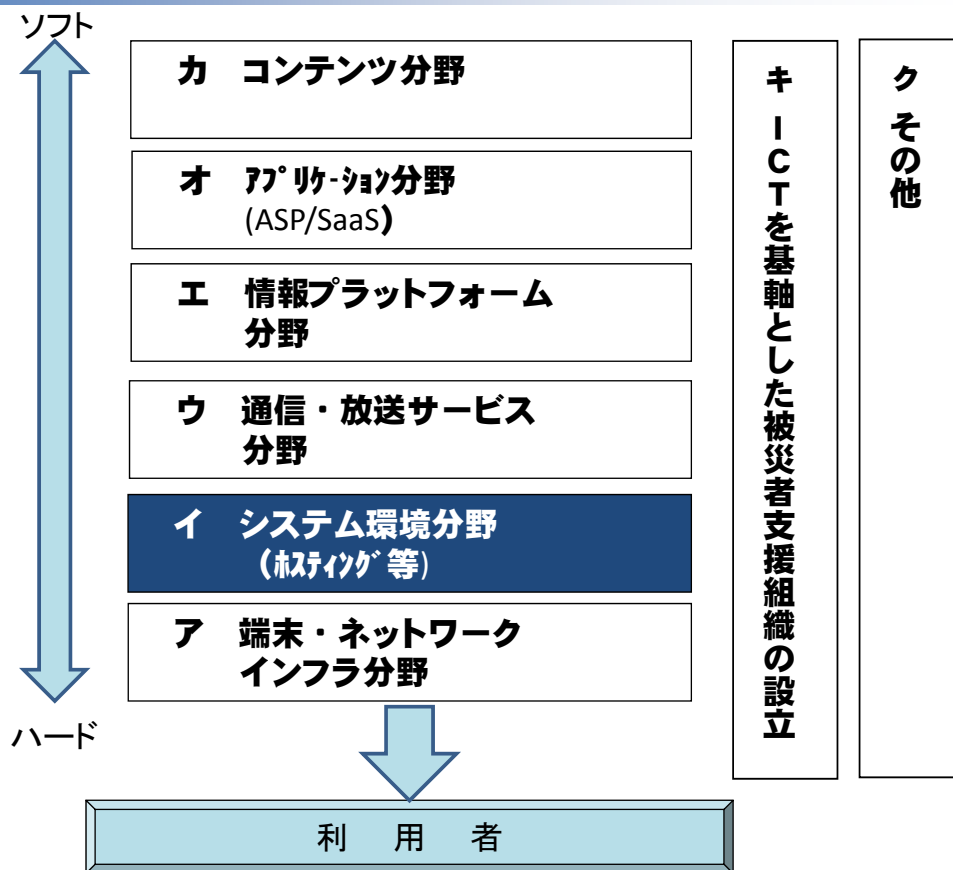 ソフト
カ コンテンツ分野
オ ｱﾌﾟﾘｹ-ｼｮﾝ分野
(ASP/SaaS)
エ 情報プラットフォーム
分野
ウ 通信・放送サービス
分野
イ システム環境分野
(ﾎｽﾃｨﾝｸﾞ等)
ア 端末・ネットワーク
インフラ分野
ハード
キ ICTを基軸とした被災者支援組織の設立
ク その他
利 用 者